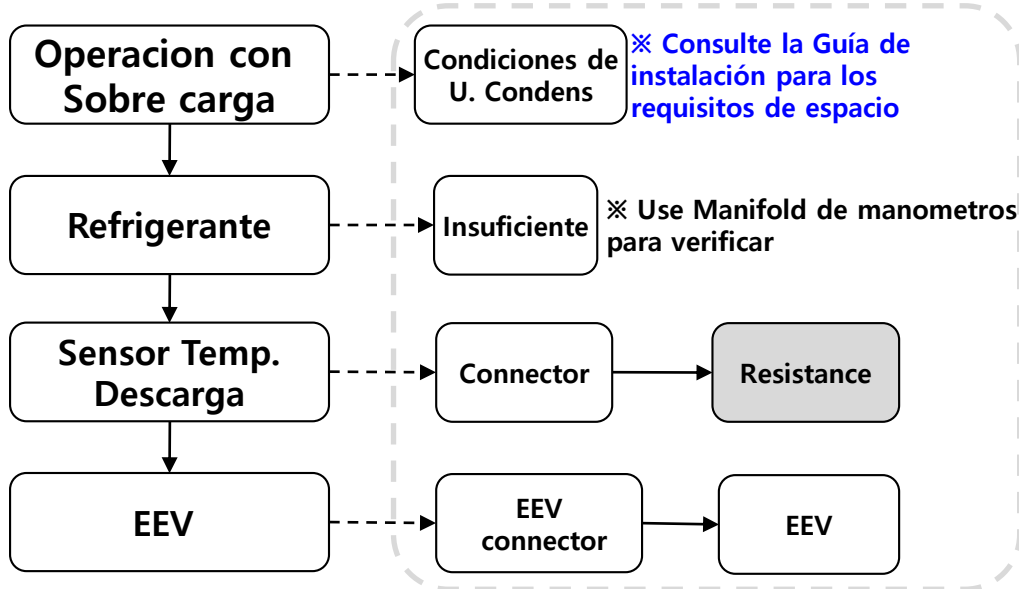 Operacion con
Sobre carga
Condiciones de
U. Condens
※ Consulte la Guía de
instalación para los
requisitos de espacio
Refrigerante
Insuficiente
※ Use Manifold de manometros
para verificar
Sensor Temp.
Descarga
Connector
Resistance
EEV
EEV
connector
EEV